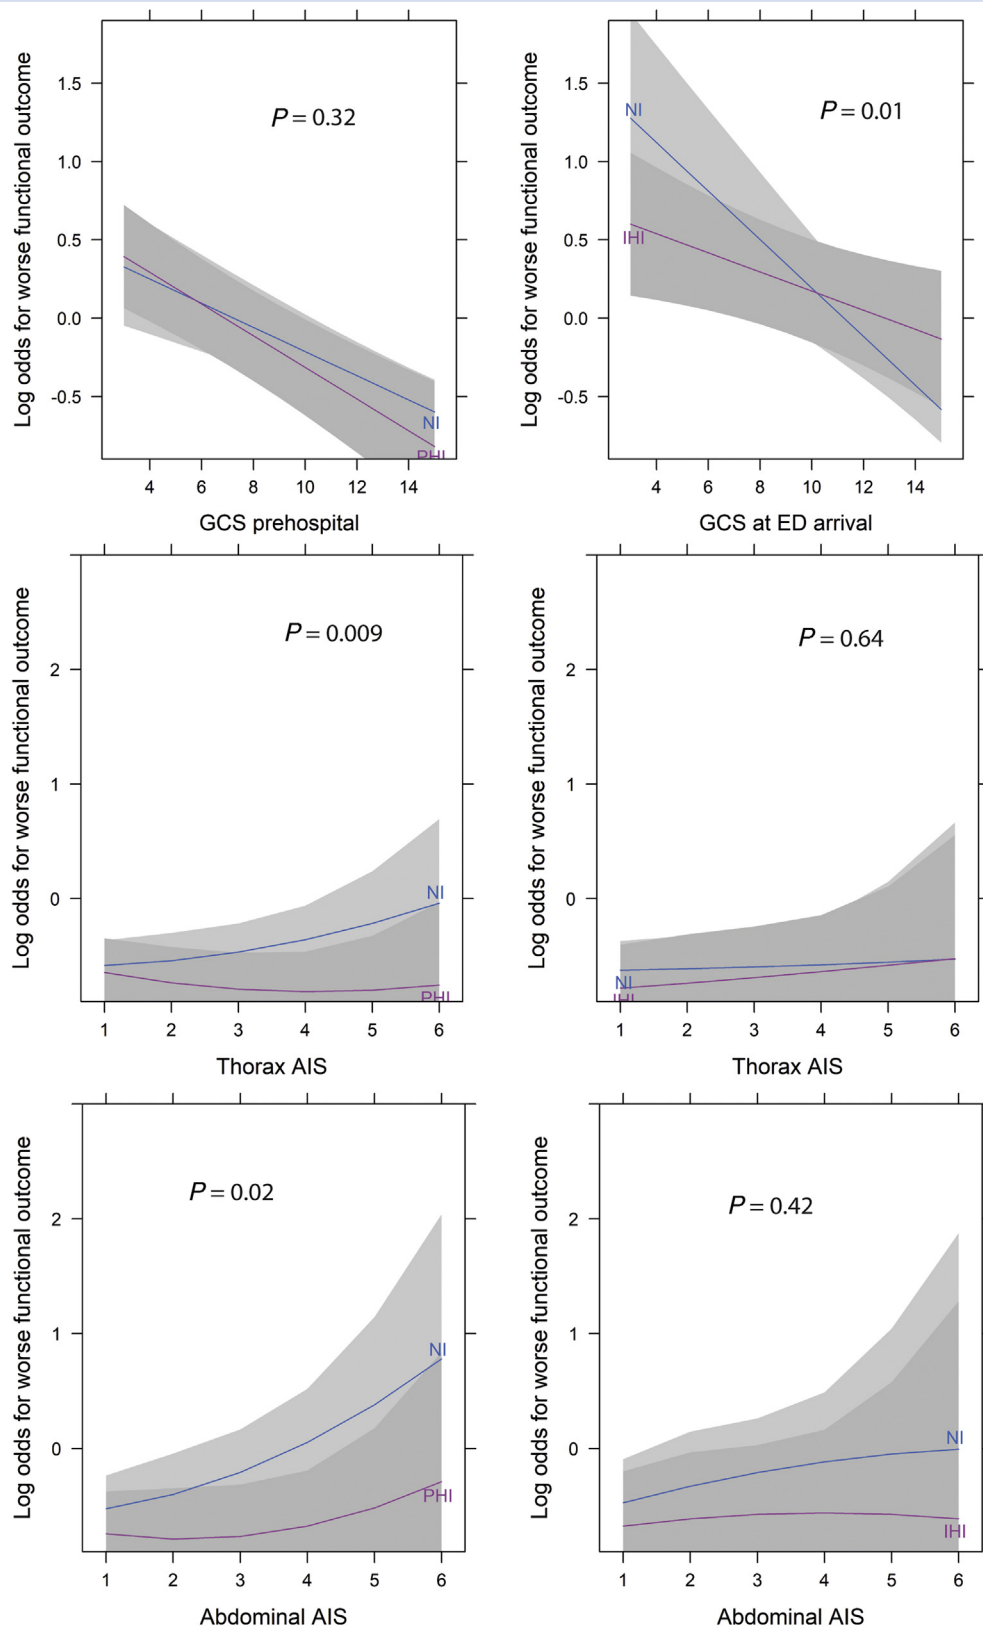 Log odds for worse functional outcome
1.5
1.0
0.5
0.0
-0.5
P = 0.32
NI
PHI
4 6 8 10 12 14
GCS prehospital
Log odds for worse functional outcome
1.5
1.0
0.5
0.0
-0.5
P = 0.01
NI
IHI
4 6 8 10 12 14
GCS at ED arrival
Log odds for worse functional outcome
2
1
0
P = 0.009
NI
PHI
1 2 3 4 5 6
Thorax AIS
Log odds for worse functional outcome
2
1
0
P = 0.64
NI
IHI
1 2 3 4 5 6
Thorax AIS
Log odds for worse functional outcome
2
1
0
P = 0.02
NI
PHI
1 2 3 4 5 6
Abdominal AIS
Log odds for worse functional outcome
2
1
0
P = 0.42
NI
IHI
1 2 3 4 5 6
Abdominal AIS